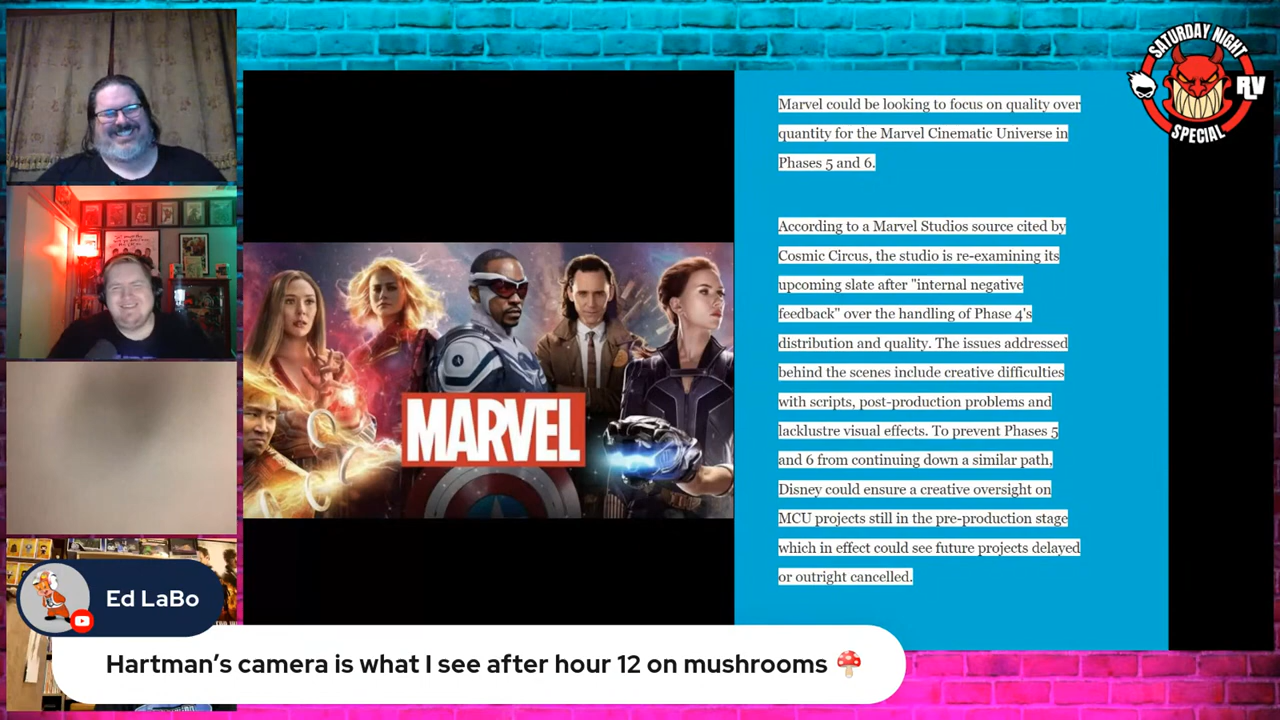 SATURDAY NIGHT
RV
SPECIAL
Marvel could be looking to focus on quality over
quantity for the Marvel Cinematic Universe in
Phases 5 and 6.
According to a Marvel Studios source cited by
Cosmic Circus, the studio is re-examining its
upcoming slate after "internal negative
feedback" over the handling of Phase 4's
distribution and quality. The issues addressed
behind the scenes include creative difficulties
with scripts, post-production problems and
lacklustre visual effects. To prevent Phases 5
and 6 from continuing down a similar path,
Disney could ensure a creative oversight on
MCU projects still in the pre-production stage
which in effect could see future projects delayed
or outright cancelled.
MARVEL
Ed LaBo
Hartman’s camera is what I see after hour 12 on mushrooms 🍄